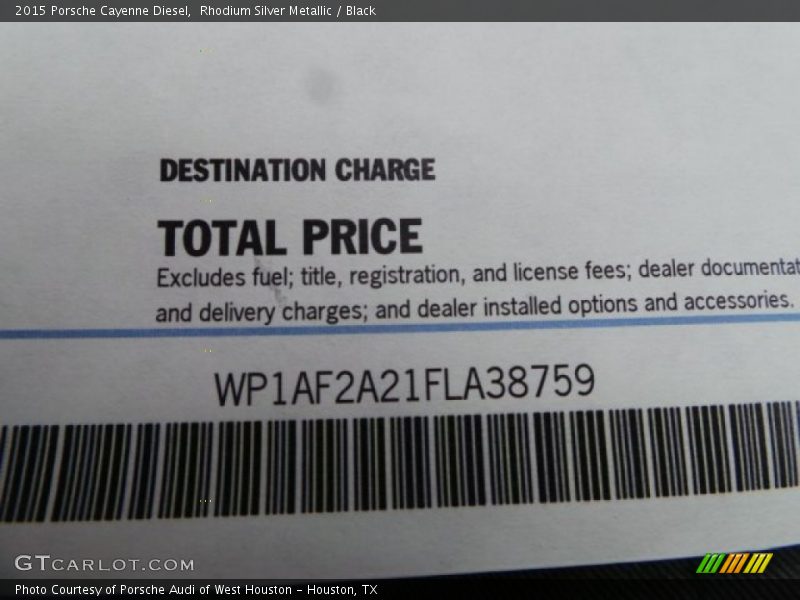 2015 Porsche Cayenne Diesel,  Rhodium Silver Metallic / Black
DESTINATION CHARGE
TOTAL PRICE
Excludes fuel; title, registration, and license fees; dealer documentat
and delivery charges; and dealer installed options and accessories.
WP1AF2A21FLA38759
GTCARLOT.COM
Photo Courtesy of Porsche Audi of West Houston – Houston, TX